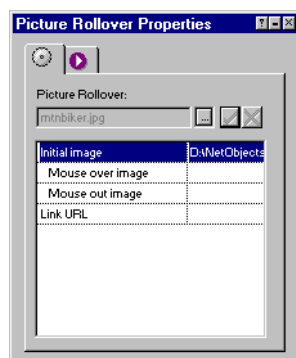 Picture Rollover Properties
Picture Rollover:
mtnbiker.jpg
...
Initial image D:\NetObjects
Mouse over image
Mouse out image
Link URL